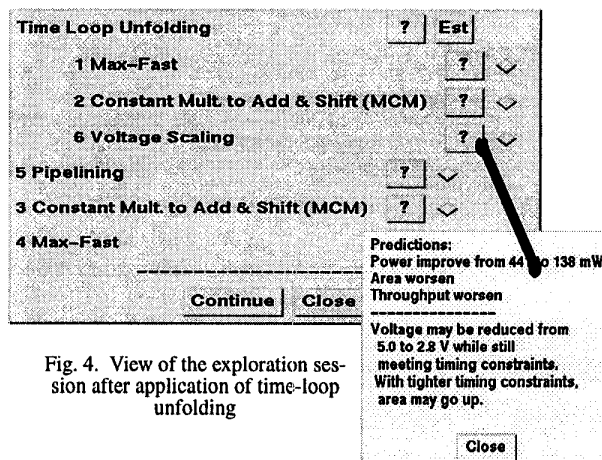 Time Loop Unfolding ? Est
1 Max-Fast ?
2 Constant Mult. to Add & Shift (MCM) ?
6 Voltage Scaling ?
5 Pipelining ?
3 Constant Mult. to Add & Shift (MCM) ?
4 Max-Fast
Continue Close
Predictions:
Power improve from 44 to 138 mW
Area worsen
Throughput worsen
Voltage may be reduced from
5.0 to 2.8 V while still
meeting timing constraints.
With tighter timing constraints,
area may go up.
Close
Fig. 4. View of the exploration ses-
sion after application of time-loop
unfolding